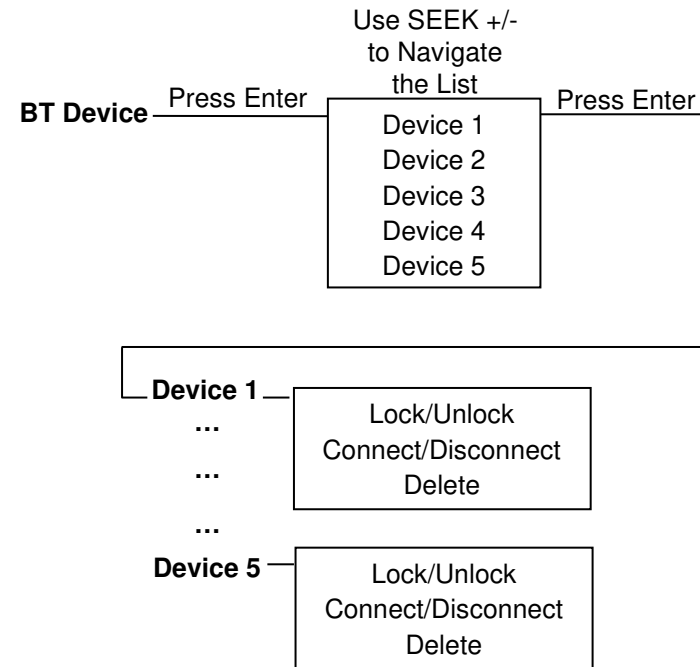 Use SEEK +/-
to Navigate
the List
BT Device
Press Enter
Device 1
Device 2
Device 3
Device 4
Device 5
Press Enter
Device 1
Lock/Unlock
Connect/Disconnect
Delete
...
...
...
Device 5
Lock/Unlock
Connect/Disconnect
Delete